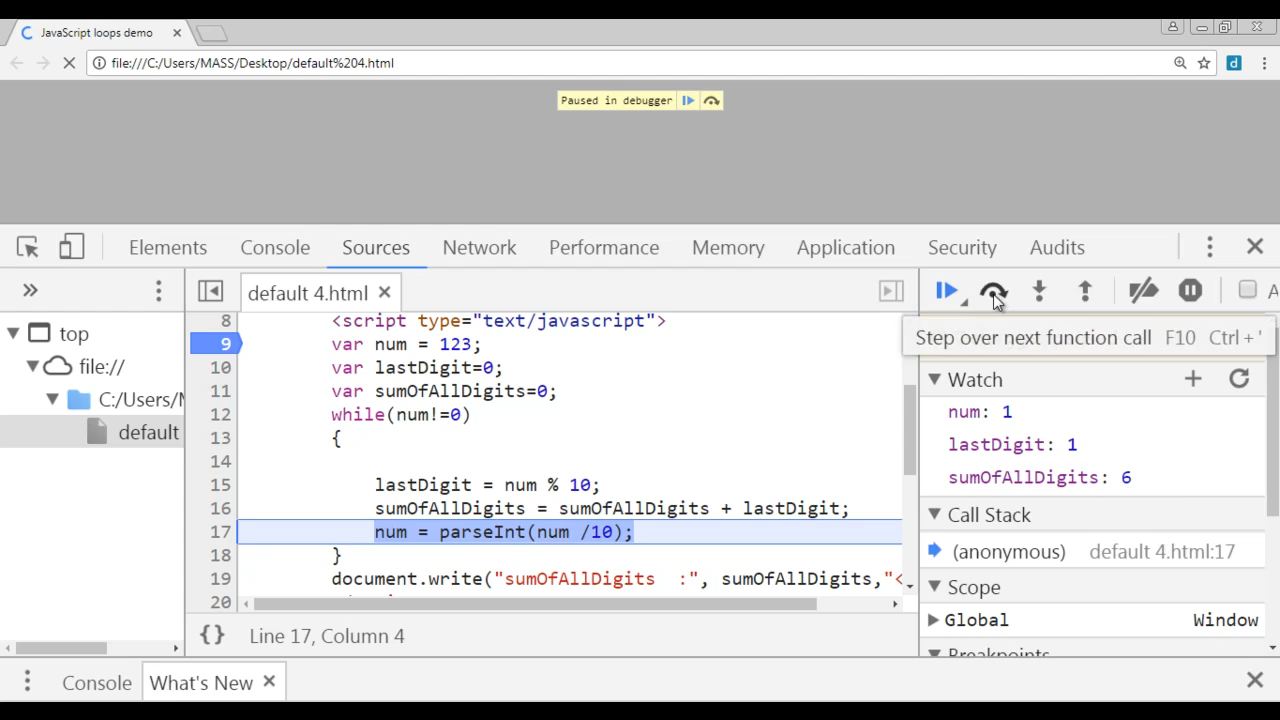 JavaScript loops demo
file:///C:/Users/MASS/Desktop/default%204.html
d
Paused in debugger
Elements Console Sources Network Performance Memory Application Security Audits
default 4.html
A
Step over next function call F10 Ctrl + '
top
file://
C:/Users/M
default
8 <script type="text/javascript">
9 var num = 123;
10 var lastDigit=0;
11 var sumOfAllDigits=0;
12 while(num!=0)
13 {
14
15 lastDigit = num % 10;
16 sumOfAllDigits = sumOfAllDigits + lastDigit;
17 num = parseInt(num /10);
18 }
19 document.write("sumOfAllDigits :", sumOfAllDigits,"<
20
{} Line 17, Column 4
Watch
num: 1
lastDigit: 1
sumOfAllDigits: 6
Call Stack
(anonymous) default 4.html:17
Scope
Global Window
Breakpoints
Console What's New